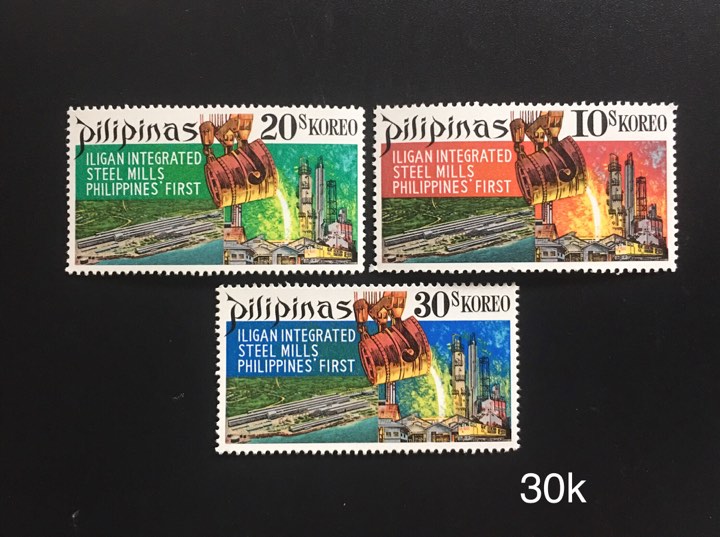 Pilipinas 20s KOREO
ILIGAN INTEGRATED
STEEL MILLS
PHILIPPINES' FIRST
Pilipinas 10s KOREO
ILIGAN INTEGRATED
STEEL MILLS
PHILIPPINES' FIRST
Pilipinas 30s KOREO
ILIGAN INTEGRATED
STEEL MILLS
PHILIPPINES' FIRST
30k